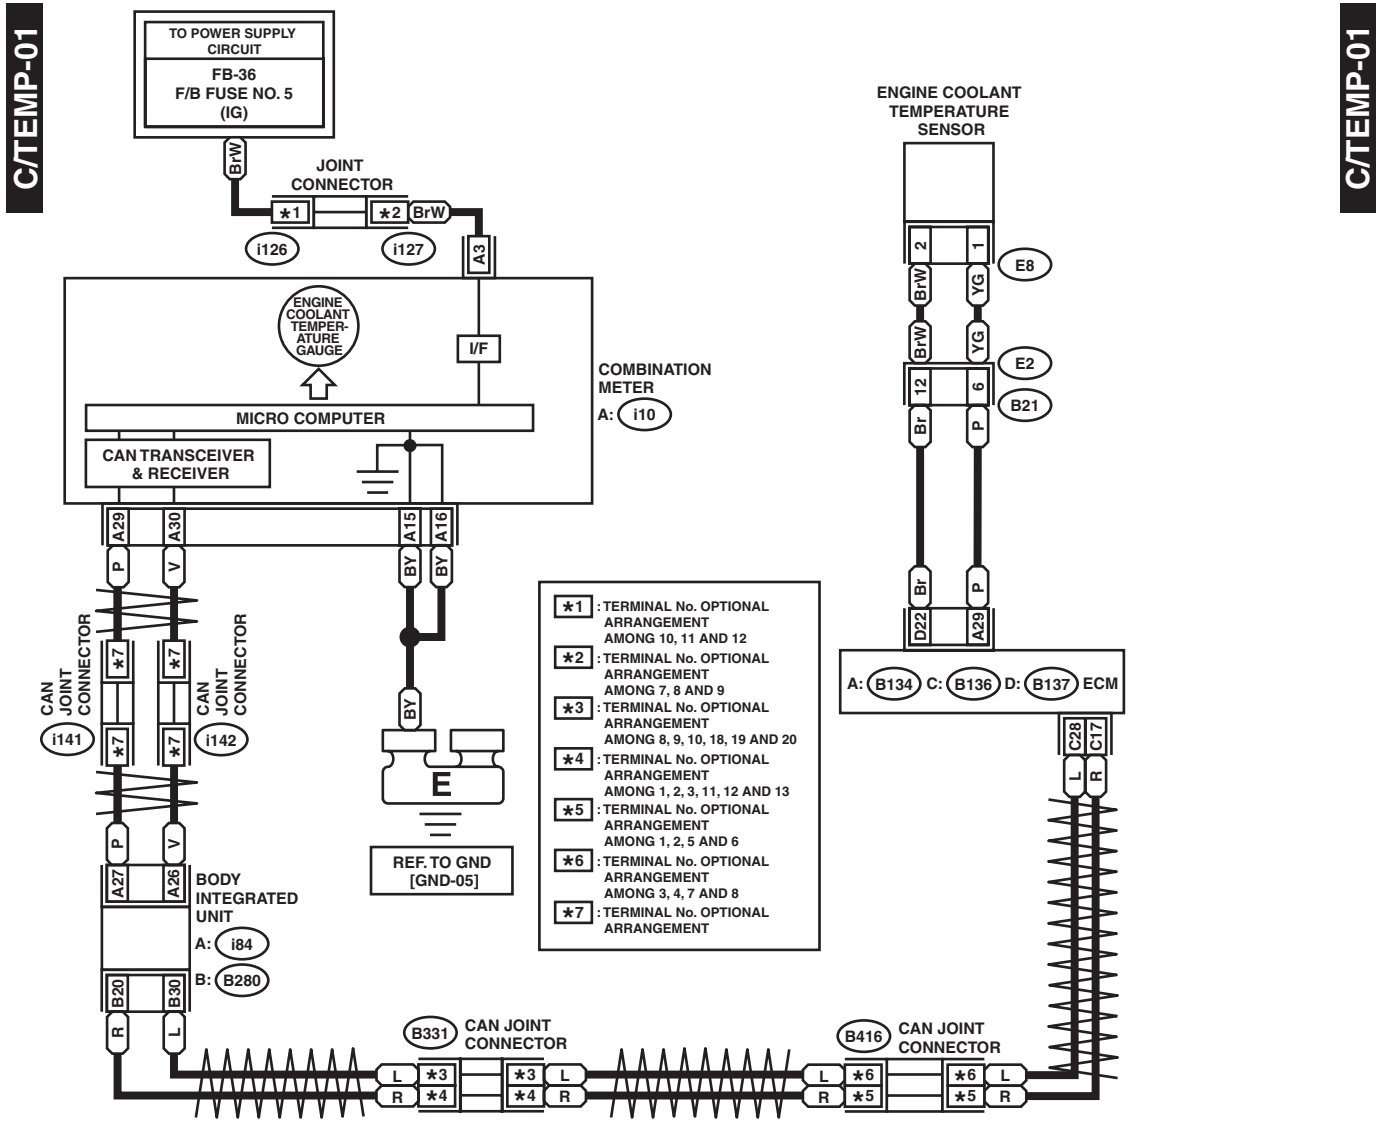 C/TEMP-01
C/TEMP-01
TO POWER SUPPLY
CIRCUIT
FB-36
F/B FUSE NO. 5
(IG)
BrW
JOINT
CONNECTOR
*1
*2
BrW
i126
i127
A3
ENGINE
COOLANT
TEMPER-
ATURE
GAUGE
I/F
MICRO COMPUTER
CAN TRANSCEIVER
& RECEIVER
COMBINATION
METER
A: i10
A29
A30
A15
A16
P
V
BY
BY
CAN
JOINT
CONNECTOR
*7
*7
CAN
JOINT
CONNECTOR
i141
*7
*7
i142
BY
E
REF. TO GND
[GND-05]
P
V
A27
A26
BODY
INTEGRATED
UNIT
A: i84
B: B280
B20
B30
R
L
*1 : TERMINAL No. OPTIONAL
ARRANGEMENT
AMONG 10, 11 AND 12
*2 : TERMINAL No. OPTIONAL
ARRANGEMENT
AMONG 7, 8 AND 9
*3 : TERMINAL No. OPTIONAL
ARRANGEMENT
AMONG 8, 9, 10, 18, 19 AND 20
*4 : TERMINAL No. OPTIONAL
ARRANGEMENT
AMONG 1, 2, 3, 11, 12 AND 13
*5 : TERMINAL No. OPTIONAL
ARRANGEMENT
AMONG 1, 2, 5 AND 6
*6 : TERMINAL No. OPTIONAL
ARRANGEMENT
AMONG 3, 4, 7 AND 8
*7 : TERMINAL No. OPTIONAL
ARRANGEMENT
ENGINE COOLANT
TEMPERATURE
SENSOR
2
1
E8
BrW
YG
BrW
YG
E2
12
6
B21
Br
P
Br
P
D22
A29
A: B134 C: B136 D: B137 ECM
C28
C17
L
R
B331
CAN JOINT
CONNECTOR
L
*3
*3
L
R
*4
*4
R
B416
CAN JOINT
CONNECTOR
L
*6
*6
L
R
*5
*5
R